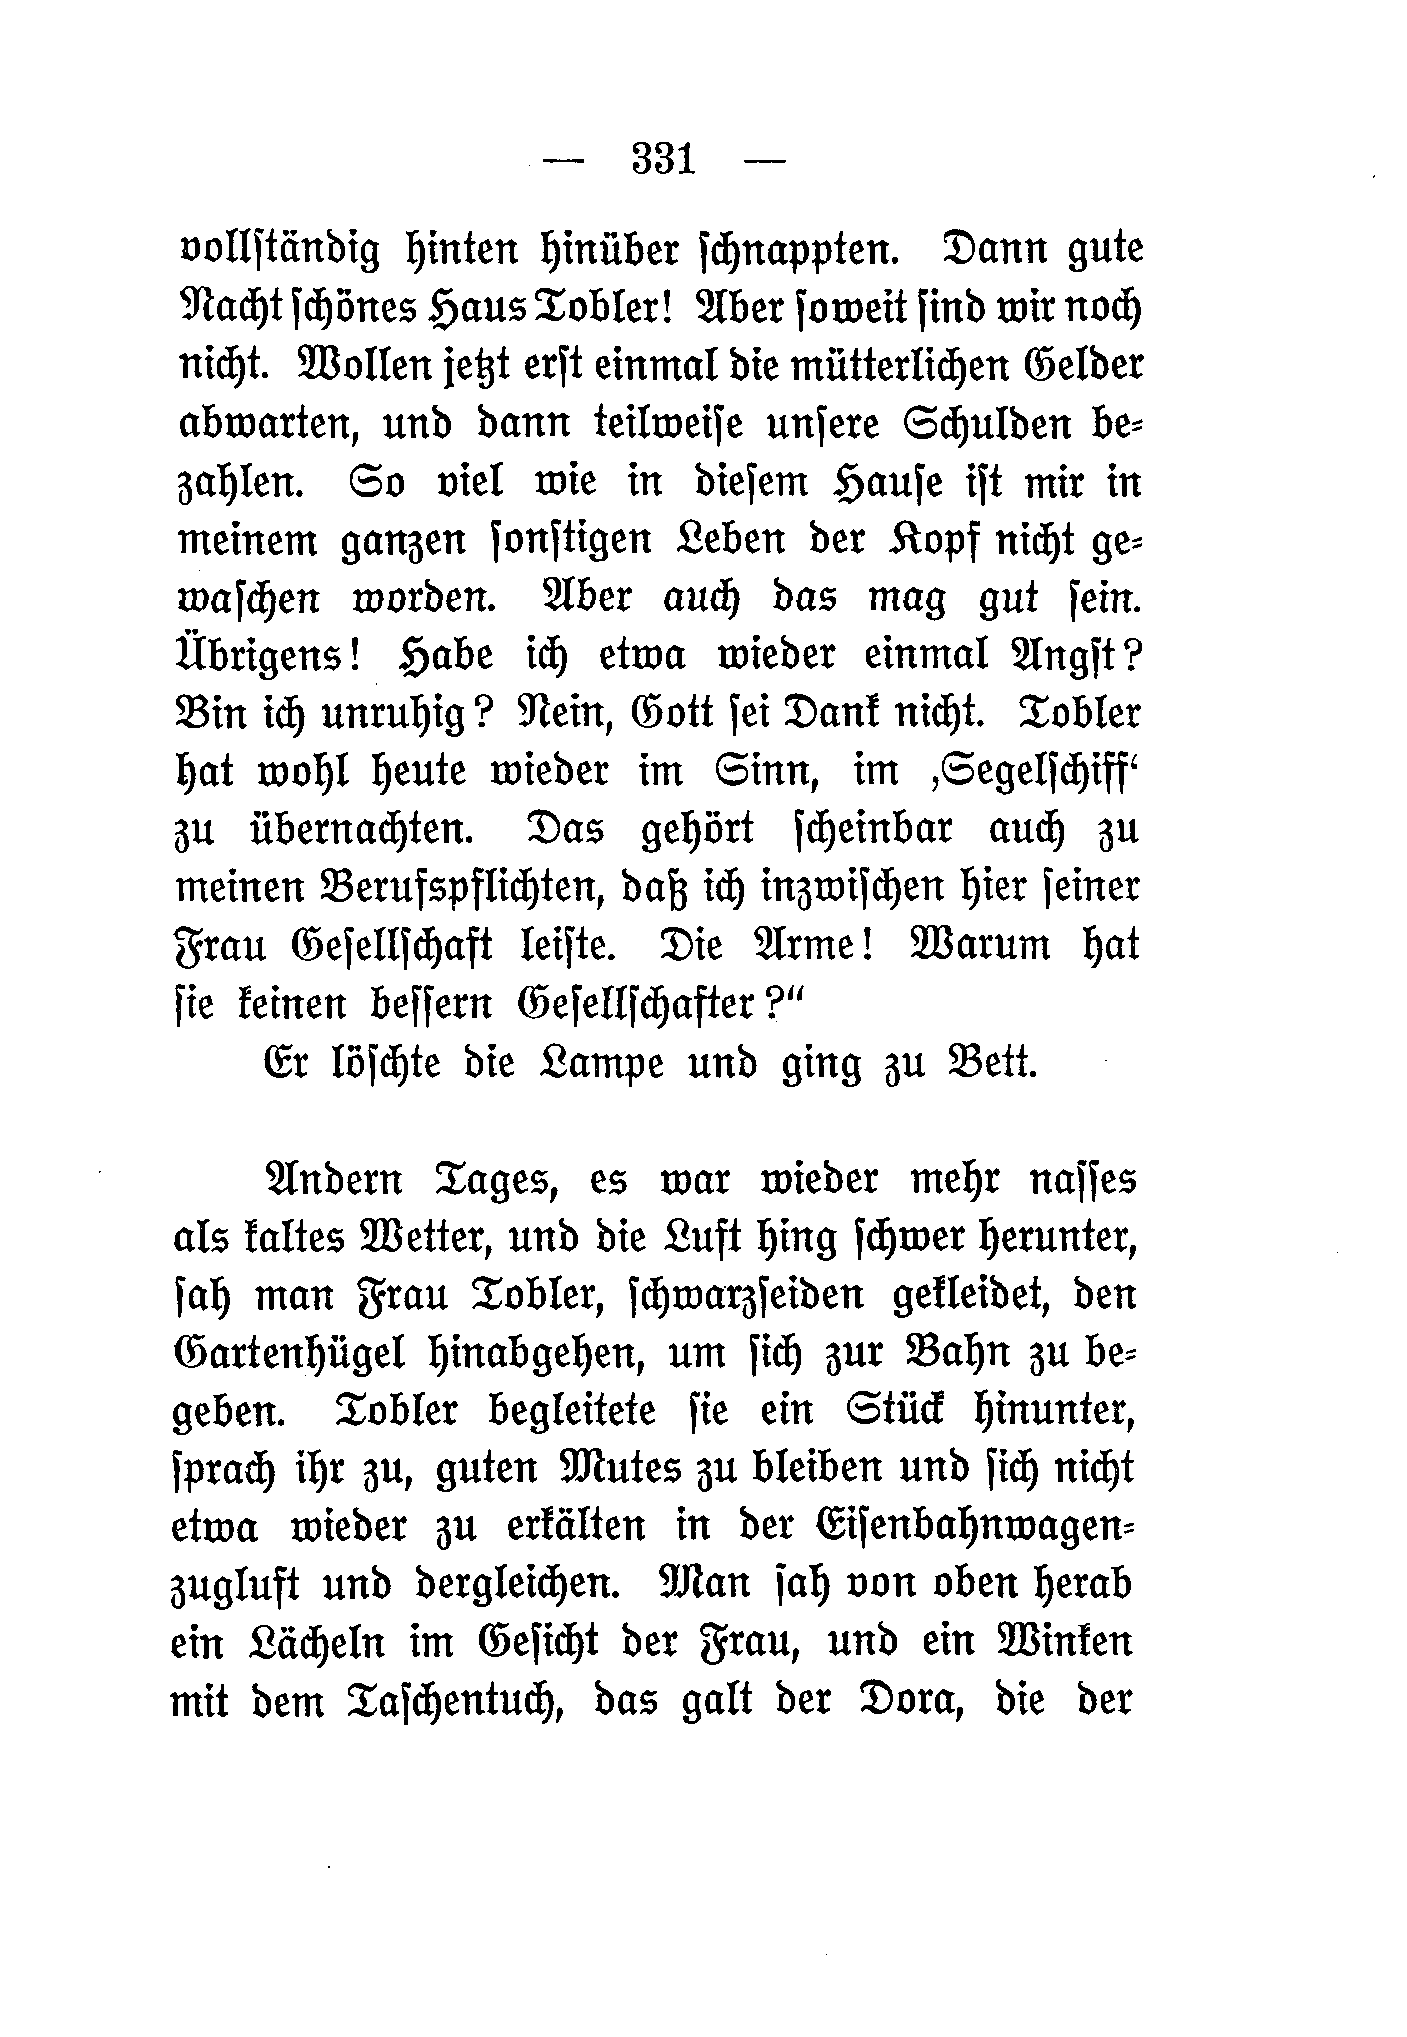 — 331 —
vollſtändig hinten hinüber ſchnappten. Dann gute
Nacht ſchönes Haus Tobler! Aber ſoweit ſind wir noch
nicht. Wollen jetzt erſt einmal die mütterlichen Gelder
abwarten, und dann teilweiſe unſere Schulden be⸗
zahlen. So viel wie in dieſem Hauſe iſt mir in
meinem ganzen ſonſtigen Leben der Kopf nicht ge⸗
waſchen worden. Aber auch das mag gut ſein.
Übrigens! Habe ich etwa wieder einmal Angſt?
Bin ich unruhig? Nein, Gott ſei Dank nicht. Tobler
hat wohl heute wieder im Sinn, im ‚Segelſchiff‘
zu übernachten. Das gehört ſcheinbar auch zu
meinen Berufspflichten, daß ich inzwiſchen hier ſeiner
Frau Geſellſchaft leiſte. Die Arme! Warum hat
ſie keinen beſſern Geſellſchafter?“
Er löſchte die Lampe und ging zu Bett.
Andern Tages, es war wieder mehr naſſes
als kaltes Wetter, und die Luft hing ſchwer herunter,
ſah man Frau Tobler, ſchwarzſeiden gekleidet, den
Gartenhügel hinabgehen, um ſich zur Bahn zu be⸗
geben. Tobler begleitete ſie ein Stück hinunter,
ſprach ihr zu, guten Mutes zu bleiben und ſich nicht
etwa wieder zu erkälten in der Eiſenbahnwagen⸗
zugluft und dergleichen. Man ſah von oben herab
ein Lächeln im Geſicht der Frau, und ein Winken
mit dem Taſchentuch, das galt der Dora, die der